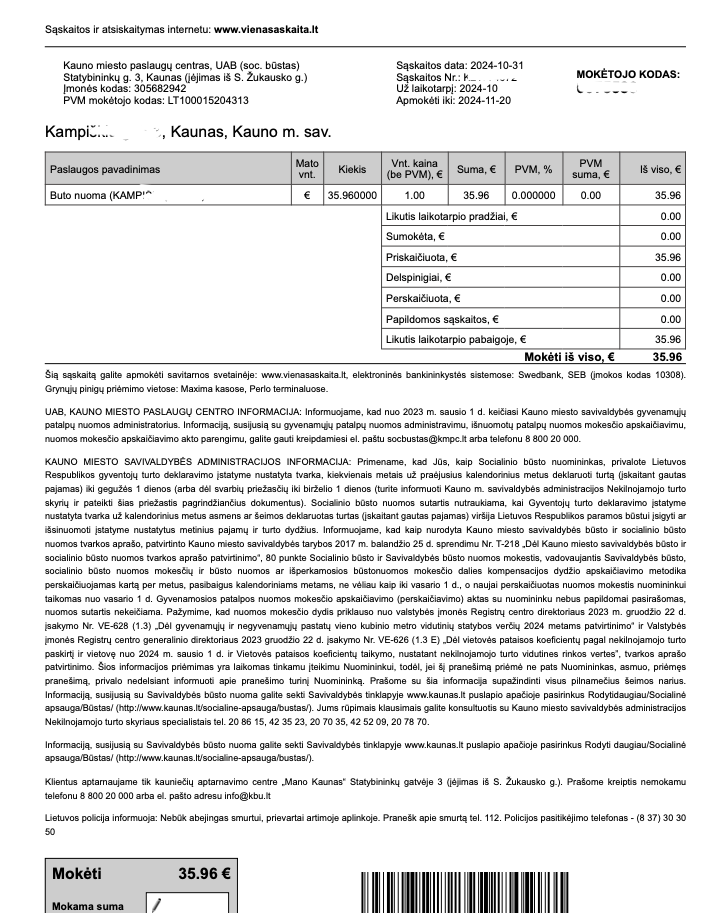 Sąskaitos ir atsiskaitymas internetu: www.vienasaskaita.lt
Kauno miesto paslaugų centras, UAB (soc. būstas)
Statybininkų g. 3, Kaunas (įėjimas iš S. Žukausko g.)
Įmonės kodas: 305682942
PVM mokėtojo kodas: LT100015204313
Sąskaitos data: 2024-10-31
Sąskaitos Nr.:
Už laikotarpį: 2024-10
Apmokėti iki: 2024-11-20
MOKĖTOJO KODAS:
, Kaunas, Kauno m. sav.
Paslaugos pavadinimas Mato vnt. Kiekis Vnt. kaina (be PVM), € Suma, € PVM, % PVM suma, € Iš viso, €
Buto nuoma € 35.960000 1.00 35.96 0.000000 0.00 35.96
Likutis laikotarpio pradžiai, € 0.00
Sumokėta, € 0.00
Priskaičiuota, € 35.96
Delspinigiai, € 0.00
Perskaičiuota, € 0.00
Papildomos sąskaitos, € 0.00
Likutis laikotarpio pabaigoje, € 35.96
Mokėti iš viso, € 35.96
Šią sąskaitą galite apmokėti savitarnos svetainėje: www.vienasaskaita.lt, elektroninės bankininkystės sistemose: Swedbank, SEB (įmokos kodas 10308).
Grynųjų pinigų priėmimo vietose: Maxima kasose, Perlo terminaluose.
UAB, KAUNO MIESTO PASLAUGŲ CENTRO INFORMACIJA: Informuojame, kad nuo 2023 m. sausio 1 d. keičiasi Kauno miesto savivaldybės gyvenamųjų
patalpų nuomos administratorius. Informaciją, susijusią su gyvenamųjų patalpų nuomos administravimu, išnuomotų patalpų nuomos mokesčio apskaičiavimu,
nuomos mokesčio apskaičiavimo akto parengimu, galite gauti kreipdamiesi el. paštu socbustas@kmpc.lt arba telefonu 8 800 20 000.
KAUNO MIESTO SAVIVALDYBĖS ADMINISTRACIJOS INFORMACIJA: Primename, kad Jūs, kaip Socialinio būsto nuomininkas, privalote Lietuvos
Respublikos gyventojų turto deklaravimo įstatyme nustatyta tvarka, kiekvienais metais už praėjusius kalendorinius metus deklaruoti turtą (įskaitant gautas
pajamas) iki gegužės 1 dienos (arba dėl svarbių priežasčių iki birželio 1 dienos (turite informuoti Kauno m. savivaldybės administracijos Nekilnojamojo turto
skyrių ir pateikti šias priežastis pagrindžiančius dokumentus). Socialinio būsto nuomos sutartis nutraukiama, kai Gyventojų turto deklaravimo įstatyme
nustatyta tvarka už kalendorinius metus asmens ar šeimos deklaruotas turtas (įskaitant gautas pajamas) viršija Lietuvos Respublikos paramos būstui įsigyti ar
išsinuomoti įstatyme nustatytus metinius pajamų ir turto dydžius. Informuojame, kad kaip nurodyta Kauno miesto savivaldybės būsto ir socialinio būsto
nuomos tvarkos aprašo, patvirtinto Kauno miesto savivaldybės tarybos 2017 m. balandžio 25 d. sprendimu Nr. T-218 „Dėl Kauno miesto savivaldybės būsto ir
socialinio būsto nuomos tvarkos aprašo patvirtinimo“, 80 punkte Socialinio būsto ir Savivaldybės būsto nuomos mokestis, vadovaujantis Savivaldybės būsto,
socialinio būsto nuomos mokesčių ir būsto nuomos ar išperkamosios būstonuomos mokesčio dalies kompensacijos dydžio apskaičiavimo metodika
perskaičiuojamas kartą per metus, pasibaigus kalendoriniams metams, ne vėliau kaip iki vasario 1 d., o naujai perskaičiuotas nuomos mokestis nuomininkui
taikomas nuo vasario 1 d. Gyvenamosios patalpos nuomos mokesčio apskaičiavimo (perskaičiavimo) aktas su nuomininku nebus papildomai pasirašomas,
nuomos sutartis nekeičiama. Pažymime, kad nuomos mokesčio dydis priklauso nuo valstybės įmonės Registrų centro direktoriaus 2023 m. gruodžio 22 d.
įsakymo Nr. VE-628 (1.3) „Dėl gyvenamųjų ir negyvenamųjų pastatų vieno kubinio metro vidutinių statybos verčių 2024 metams patvirtinimo“ ir Valstybės
įmonės Registrų centro generalinio direktoriaus 2023 gruodžio 22 d. įsakymo Nr. VE-626 (1.3 E) „Dėl vietovės pataisos koeficientų pagal nekilnojamojo turto
paskirtį ir vietovę nuo 2024 m. sausio 1 d. ir Vietovės pataisos koeficientų taikymo, nustatant nekilnojamojo turto vidutines rinkos vertes“, tvarkos aprašo
patvirtinimo. Šios informacijos priėmimas yra laikomas tinkamu įteikimu Nuomininkui, todėl, jei šį pranešimą priėmė ne pats Nuomininkas, asmuo, priėmęs
pranešimą, privalo nedelsiant informuoti apie pranešimo turinį Nuomininką. Prašome su šia informacija supažindinti visus pilnamečius šeimos narius.
Informaciją, susijusią su Savivaldybės būsto nuoma galite sekti Savivaldybės tinklapyje www.kaunas.lt puslapio apačioje pasirinkus Rodytidaugiau/Socialinė
apsauga/Būstas/ (http://www.kaunas.lt/socialine-apsauga/bustas/). Jums rūpimais klausimais galite konsultuotis su Kauno miesto savivaldybės administracijos
Nekilnojamojo turto skyriaus specialistais tel. 20 86 15, 42 35 23, 20 70 35, 42 52 09, 20 78 70.
Informaciją, susijusią su Savivaldybės būsto nuoma galite sekti Savivaldybės tinklapyje www.kaunas.lt puslapio apačioje pasirinkus Rodyti daugiau/Socialinė
apsauga/Būstas/ (http://www.kaunas.lt/socialine-apsauga/bustas/).
Klientus aptarnaujame tik kauniečių aptarnavimo centre „Mano Kaunas“ Statybininkų gatvėje 3 (įėjimas iš S. Žukausko g.). Prašome kreiptis nemokamu
telefonu 8 800 20 000 arba el. pašto adresu info@kbu.lt
Lietuvos policija informuoja: Nebūk abejingas smurtui, prievartai artimoje aplinkoje. Pranešk apie smurtą tel. 112. Policijos pasitikėjimo telefonas - (8 37) 30 30
50
Mokėti 35.96 €
Mokama suma